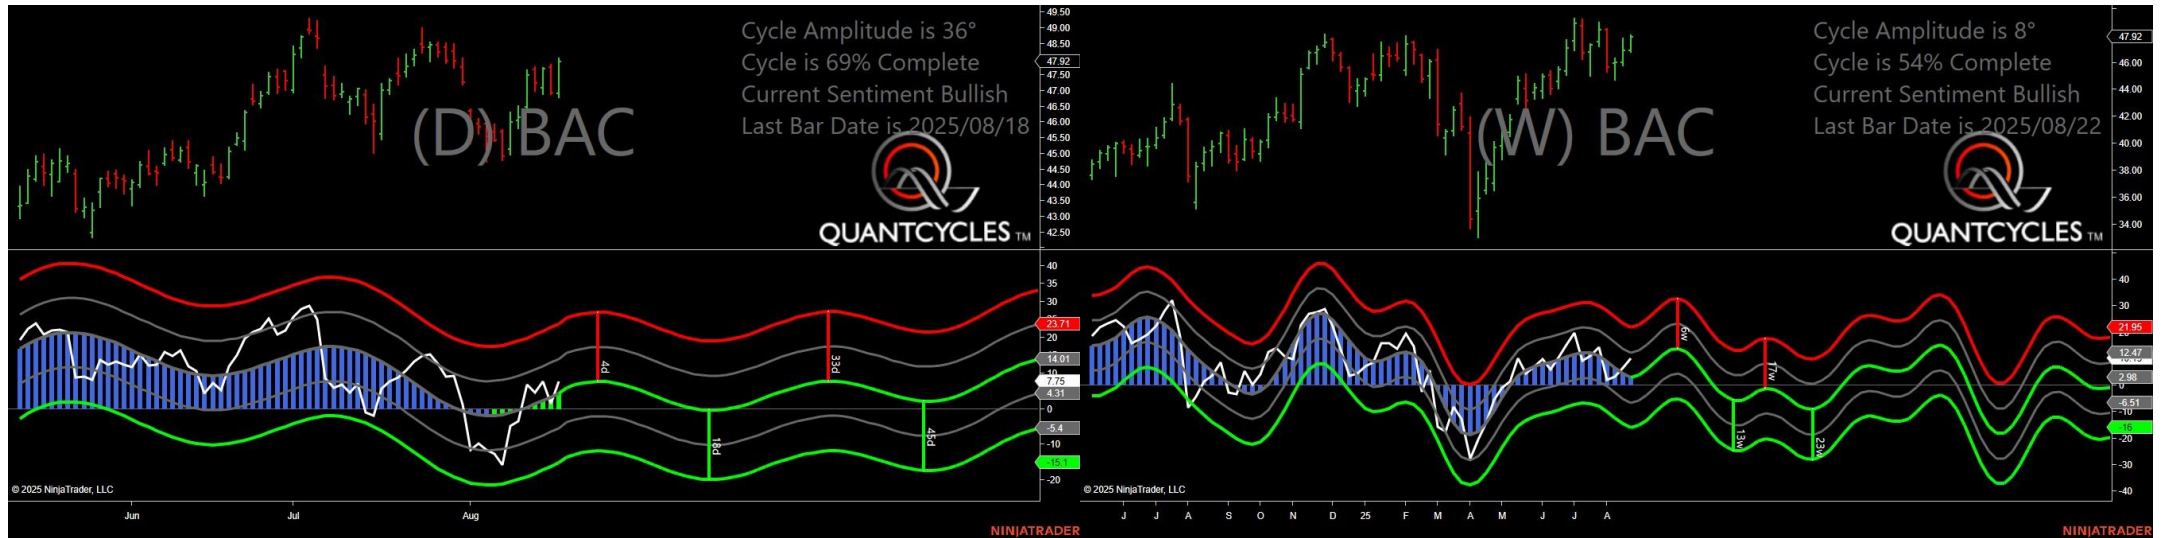 Cycle Amplitude is 36°
Cycle is 69% Complete
Current Sentiment Bullish
Last Bar Date is 2025/08/18
(D) BAC
QUANTCYCLES TM
49.50
49.00
48.50
47.92
47.50
47.00
46.50
46.00
45.50
45.00
44.50
44.00
43.50
43.00
42.50
40
35
30
25
23.71
20
14.01
10
7.75
4.31
0
-5.4
-10
-15.1
-20
4d
18d
33d
45d
© 2025 NinjaTrader, LLC
Jun
Jul
Aug
NINJATRADER
Cycle Amplitude is 8°
Cycle is 54% Complete
Current Sentiment Bullish
Last Bar Date is 2025/08/22
(W) BAC
QUANTCYCLES TM
47.92
46.00
44.00
42.00
40.00
38.00
36.00
34.00
40
30
21.95
20
12.47
2.98
0
-6.51
-10
-16
-20
-30
-40
6w
13w
17w
23w
© 2025 NinjaTrader, LLC
J
J
A
S
O
N
D
25
F
M
A
M
J
J
A
NINJATRADER